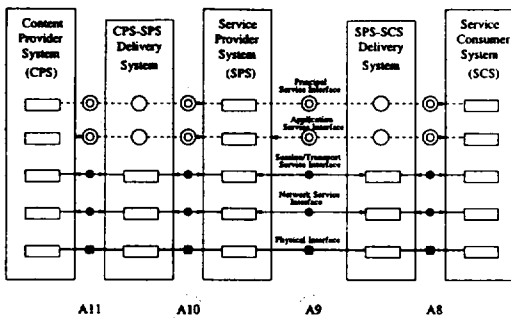 Content
Provider
System
(CPS)
CPS-SPS
Delivery
System
Service
Provider
System
(SPS)
SPS-SCS
Delivery
System
Service
Consumer
System
(SCS)
Principal
Service Interface
Application
Service Interface
Session/Transport
Service Interface
Network Service
Interface
Physical Interface
A11
A10
A9
A8